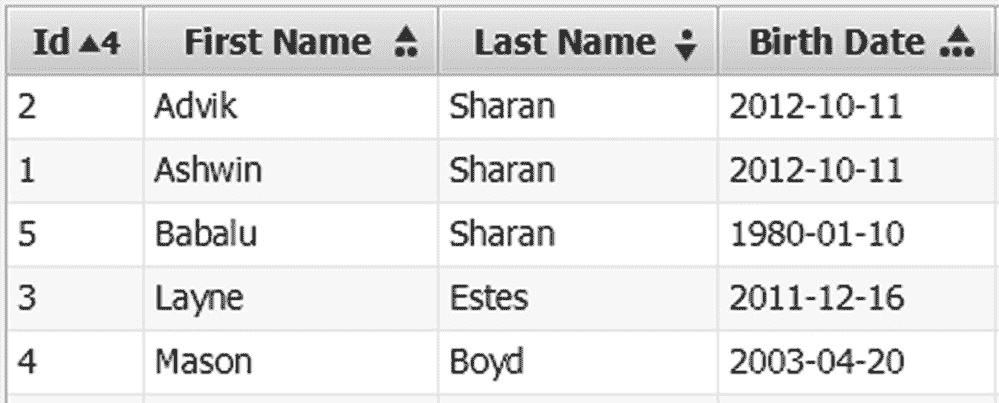 Id ▲4 First Name Last Name Birth Date
2 Advik Sharan 2012-10-11
1 Ashwin Sharan 2012-10-11
5 Babalu Sharan 1980-01-10
3 Layne Estes 2011-12-16
4 Mason Boyd 2003-04-20